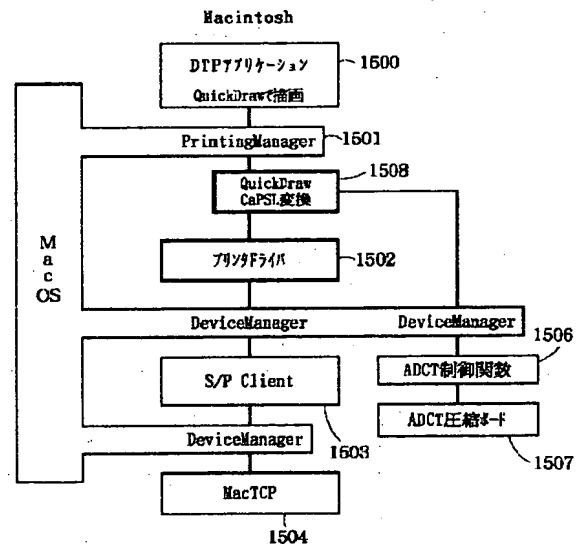 Macintosh
DTPアプリケーション
QuickDrawで描画
1500
PrintingManager
1501
1508
QuickDraw
CaPSL変換
プリンタドライバ
1502
Mac OS
DeviceManager
DeviceManager
1506
S/P Client
ADCT制御関数
1503
DeviceManager
ADCT圧縮ボード
1507
MacTCP
1504